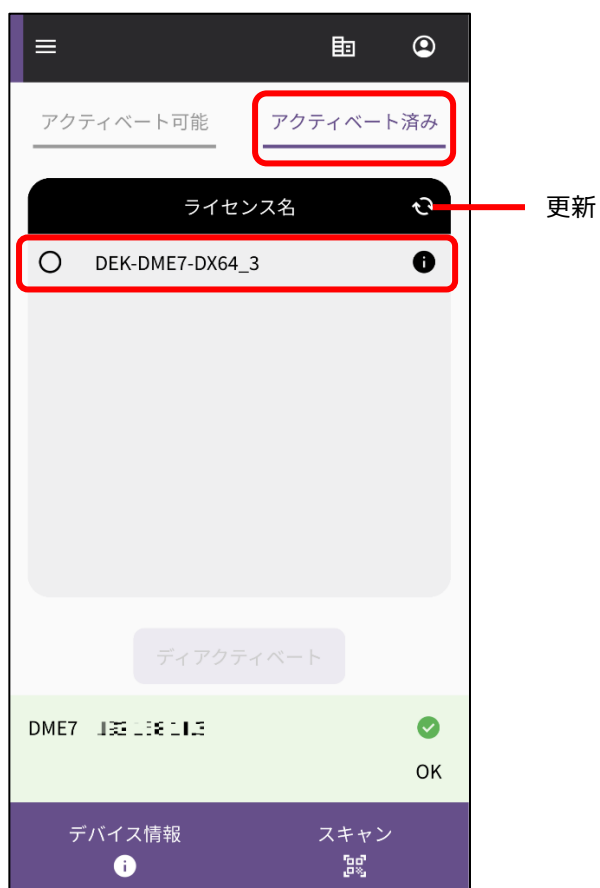 アクティベート可能
アクティベート済み
ライセンス名
更新
DEK-DME7-DX64_3
ディアクティベート
DME7
OK
デバイス情報
スキャン